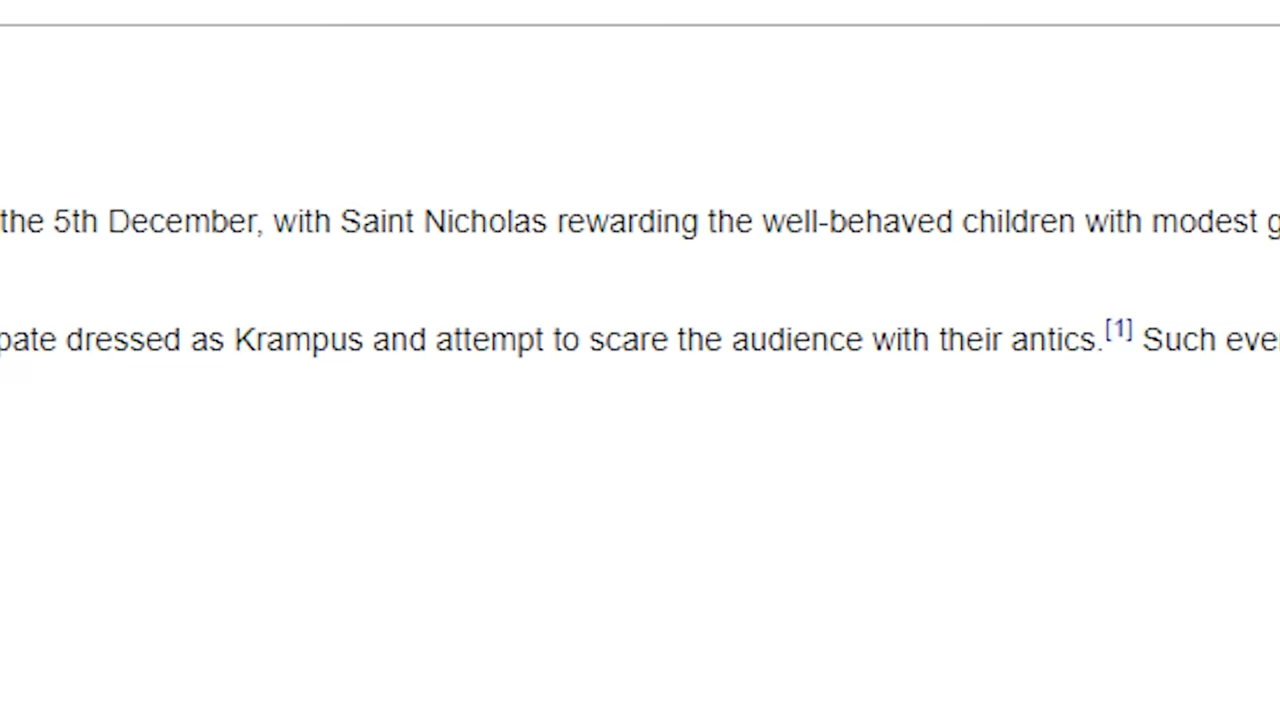 the 5th December, with Saint Nicholas rewarding the well-behaved children with modest g
pate dressed as Krampus and attempt to scare the audience with their antics.[1] Such eve